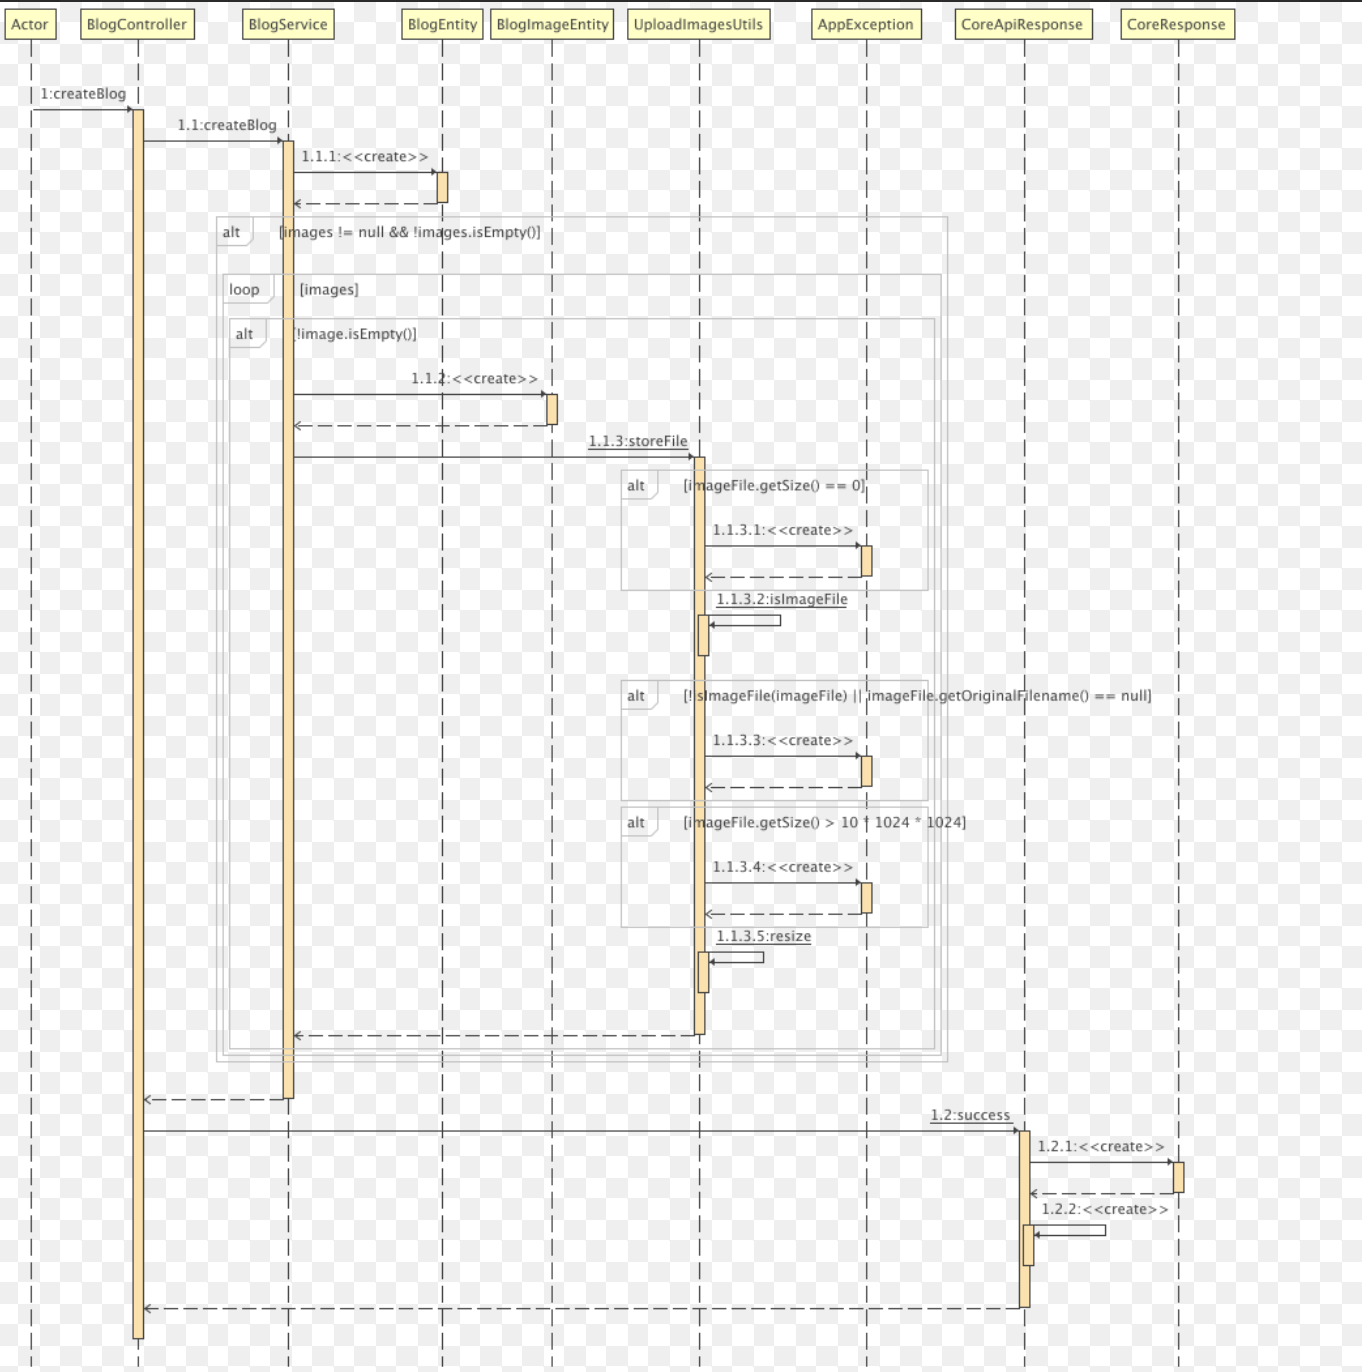 Actor
BlogController
BlogService
BlogEntity
BlogImageEntity
UploadImagesUtils
AppException
CoreApiResponse
CoreResponse
1:createBlog
1.1:createBlog
1.1.1:<<create>>
alt [images != null && !images.isEmpty()]
loop [images]
alt [!image.isEmpty()]
1.1.2:<<create>>
1.1.3:storeFile
alt [imageFile.getSize() == 0]
1.1.3.1:<<create>>
1.1.3.2:isImageFile
alt [!isImageFile(imageFile) || imageFile.getOriginalFilename() == null]
1.1.3.3:<<create>>
alt [imageFile.getSize() > 10 * 1024 * 1024]
1.1.3.4:<<create>>
1.1.3.5:resize
1.2:success
1.2.1:<<create>>
1.2.2:<<create>>